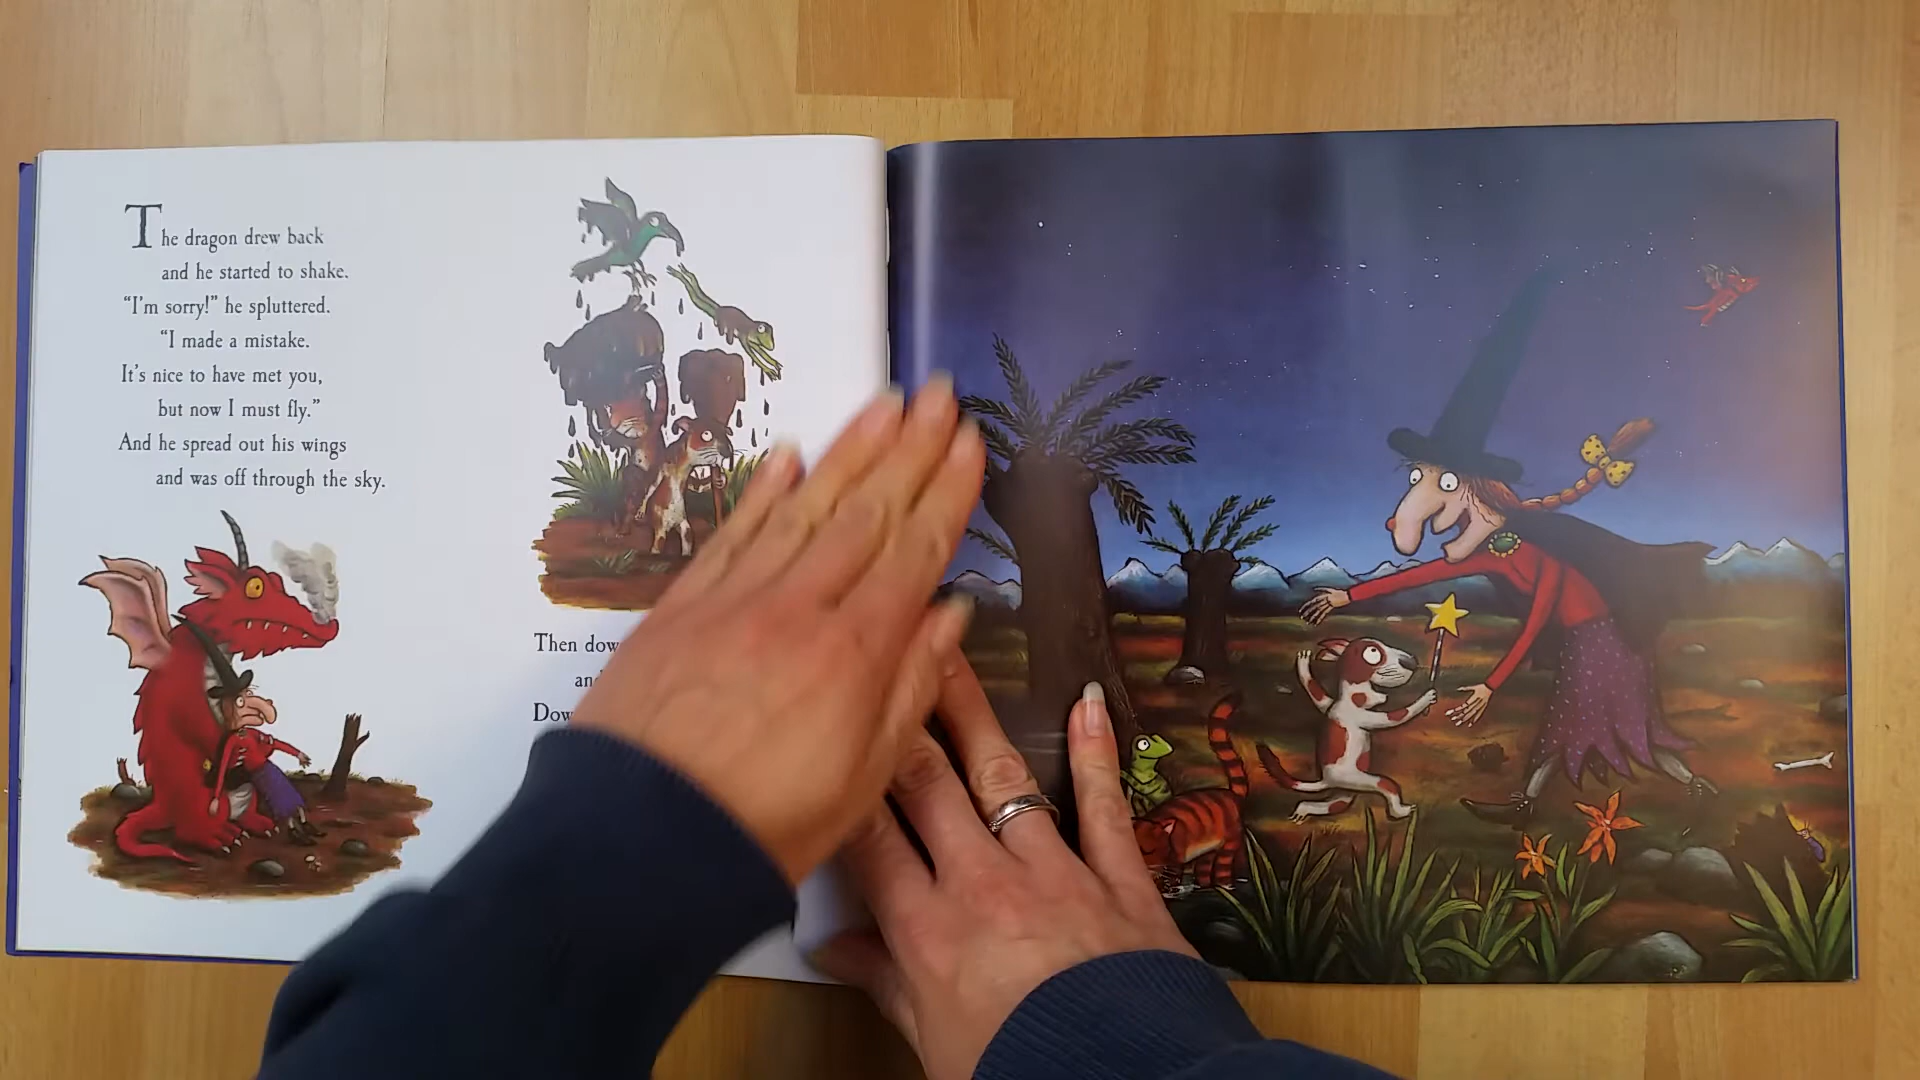 The dragon drew back
and he started to shake.
"I'm sorry!" he spluttered.
"I made a mistake.
It's nice to have met you,
but now I must fly."
And he spread out his wings
and was off through the sky.
Then